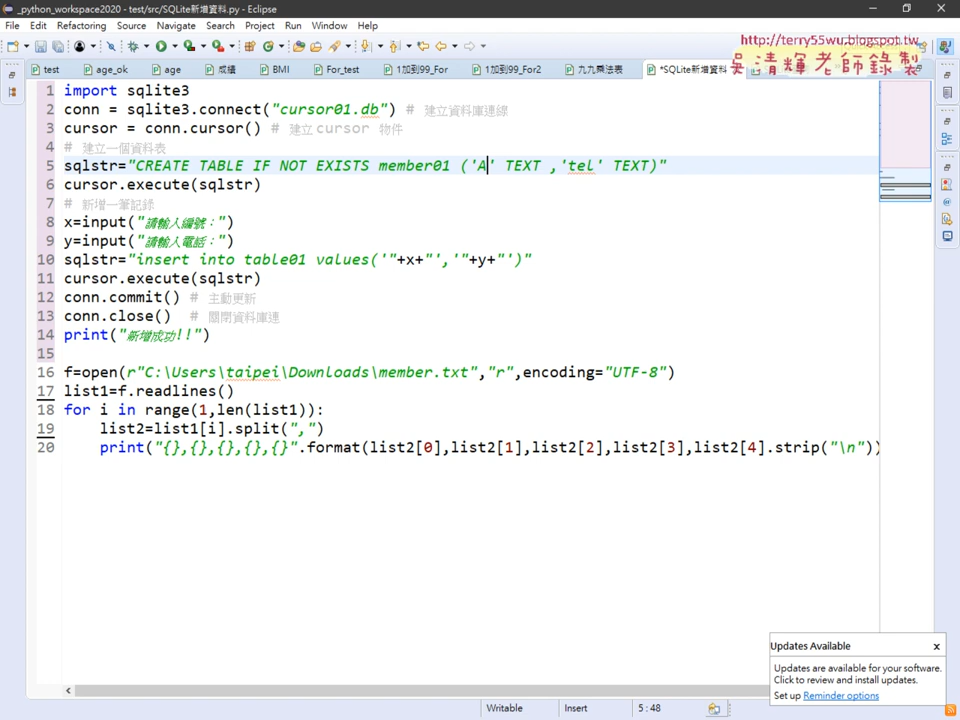 _python_workspace2020 - test/src/SQLite新增資料.py - Eclipse
File Edit Refactoring Source Navigate Search Project Run Window Help
http://terry55wu.blogspot.tw
吳清輝老師錄製
test age_ok age 成績 BMI For_test 1加到99_For 1加到99_For2 九九乘法表 *SQLite新增資料
1 import sqlite3
2 conn = sqlite3.connect("cursor01.db") # 建立資料庫連線
3 cursor = conn.cursor() # 建立 cursor 物件
4 # 建立一個資料表
5 sqlstr="CREATE TABLE IF NOT EXISTS member01 ('A' TEXT ,'tel' TEXT)"
6 cursor.execute(sqlstr)
7 # 新增一筆記錄
8 x=input("請輸入編號：")
9 y=input("請輸入電話：")
10 sqlstr="insert into table01 values('"+x+"','"+y+"')"
11 cursor.execute(sqlstr)
12 conn.commit() # 主動更新
13 conn.close() # 關閉資料庫連
14 print("新增成功!!")
15
16 f=open(r"C:\Users\taipei\Downloads\member.txt","r",encoding="UTF-8")
17 list1=f.readlines()
18 for i in range(1,len(list1)):
19 list2=list1[i].split(",")
20 print("{},{},{},{},{}".format(list2[0],list2[1],list2[2],list2[3],list2[4].strip("\n"))
Updates Available x
Updates are available for your software.
Click to review and install updates.
Set up Reminder options
Writable Insert 5 : 48